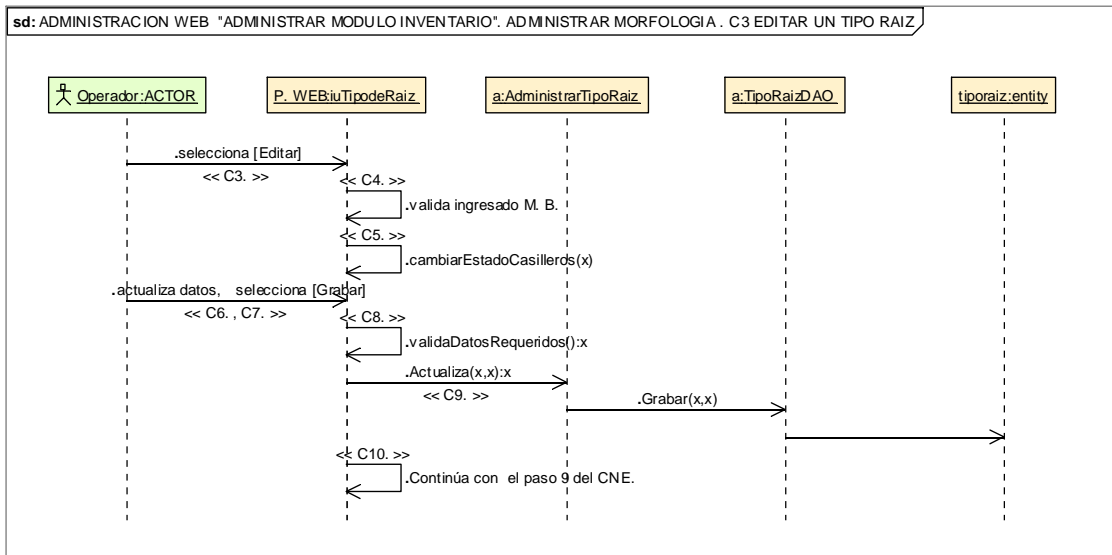 sd: ADMINISTRACION WEB "ADMINISTRAR MODULO INVENTARIO". ADMINISTRAR MORFOLOGIA . C3 EDITAR UN TIPO RAIZ
Operador:ACTOR
P. WEB:iuTipodeRaiz
a:AdministrarTipoRaiz
a:TipoRaizDAO
tiporaiz:entity
.selecciona [Editar]
<< C3. >>
<< C4. >>
.valida ingresado M. B.
<< C5. >>
.cambiarEstadoCasilleros(x)
.actualiza datos, selecciona [Grabar]
<< C6. , C7. >>
<< C8. >>
.validaDatosRequeridos():x
.Actualiza(x,x):x
<< C9. >>
.Grabar(x,x)
<< C10. >>
.Continúa con el paso 9 del CNE.